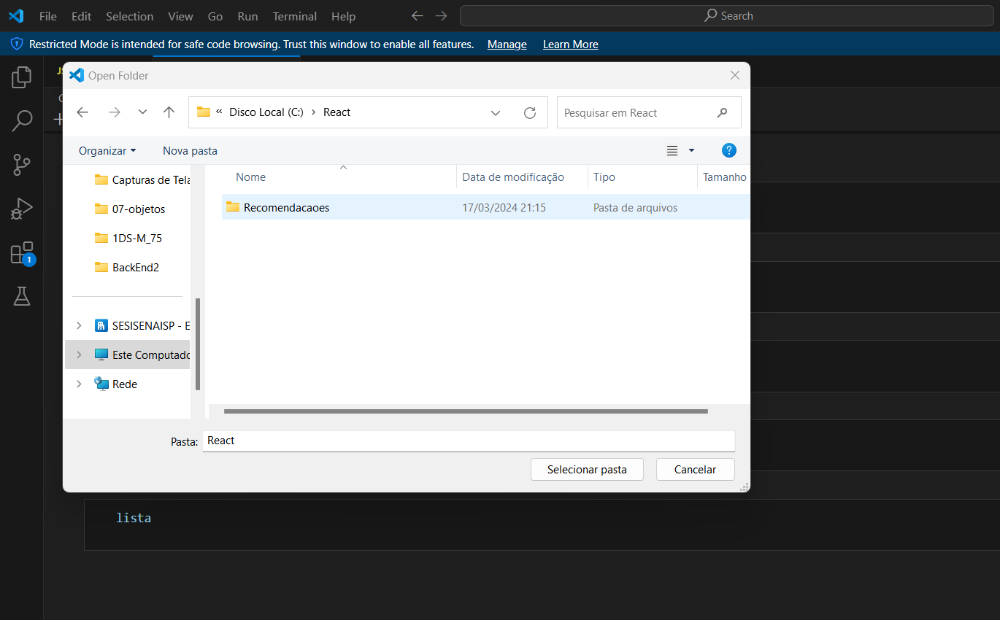 File Edit Selection View Go Run Terminal Help Search
Restricted Mode is intended for safe code browsing. Trust this window to enable all features. Manage Learn More
Open Folder
« Disco Local (C:) › React Pesquisar em React
Organizar Nova pasta ?
Nome Data de modificação Tipo Tamanho
Capturas de Tela
Recomendacaoes 17/03/2024 21:15 Pasta de arquivos
07-objetos
1DS-M_75
1
BackEnd2
SESISENAISP - E
Este Computado
Rede
Pasta: React
Selecionar pasta Cancelar
lista